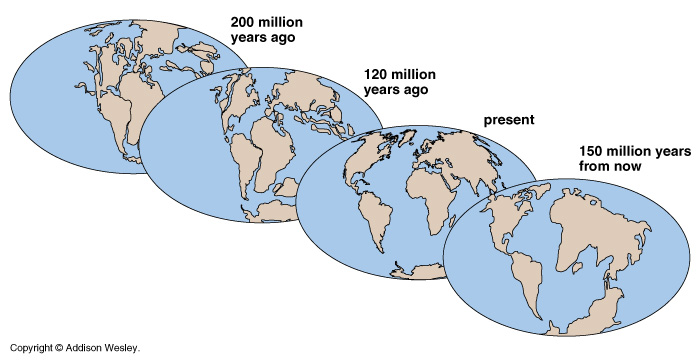 200 million
years ago
120 million
years ago
present
150 million years
from now
Copyright © Addison Wesley.